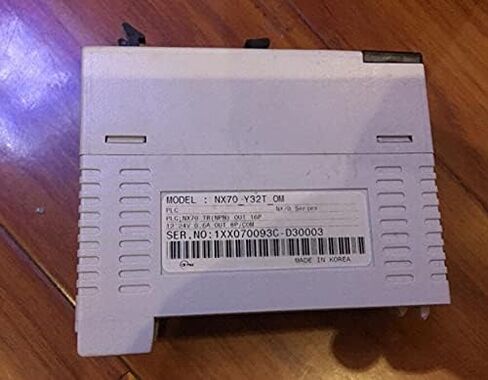 MODEL : NX70_Y32T_OM
PLC NX70 Series
PLC;NX70 TR(NPN) OUT 16P
12 24V 0.6A OUT 8P/COM
SER.NO:1XX070093C-D30003
MADE IN KOREA